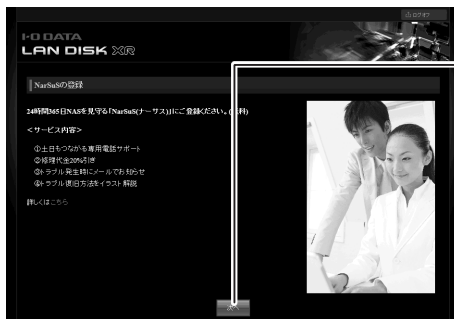 ログオフ
I-O DATA
LAN DISK XR
NarSuSの登録
24時間365日NASを見守る「NarSuS(ナーサス)」にご登録ください。(無料)
<サービス内容>
①土日もつながる専用電話サポート
②修理代金20%引き
③トラブル発生時にメールでお知らせ
④トラブル復旧方法をイラスト解説
詳しくはこちら
次へ